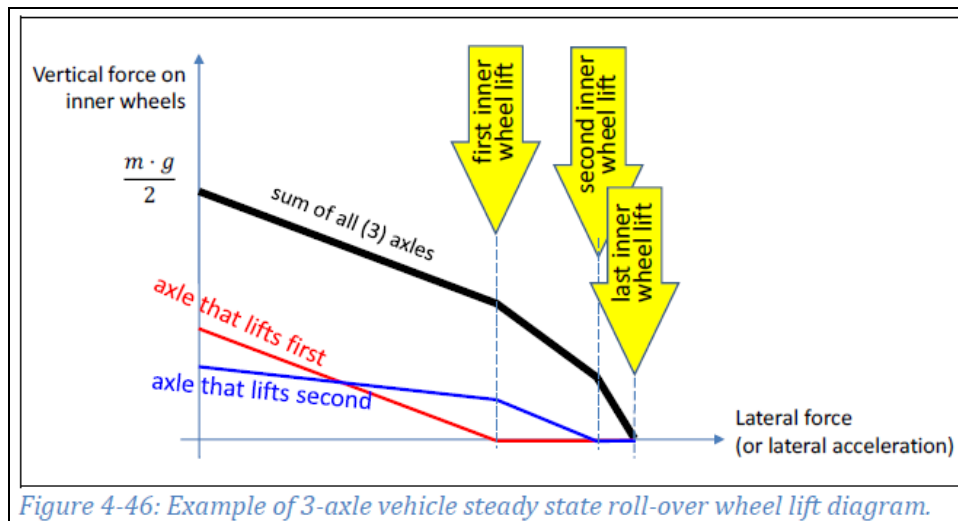 Vertical force on
inner wheels
m · g
2
first inner
wheel lift
second inner
wheel lift
last inner
wheel lift
sum of all (3) axles
axle that lifts first
axle that lifts second
Lateral force
(or lateral acceleration)
Figure 4-46: Example of 3-axle vehicle steady state roll-over wheel lift diagram.